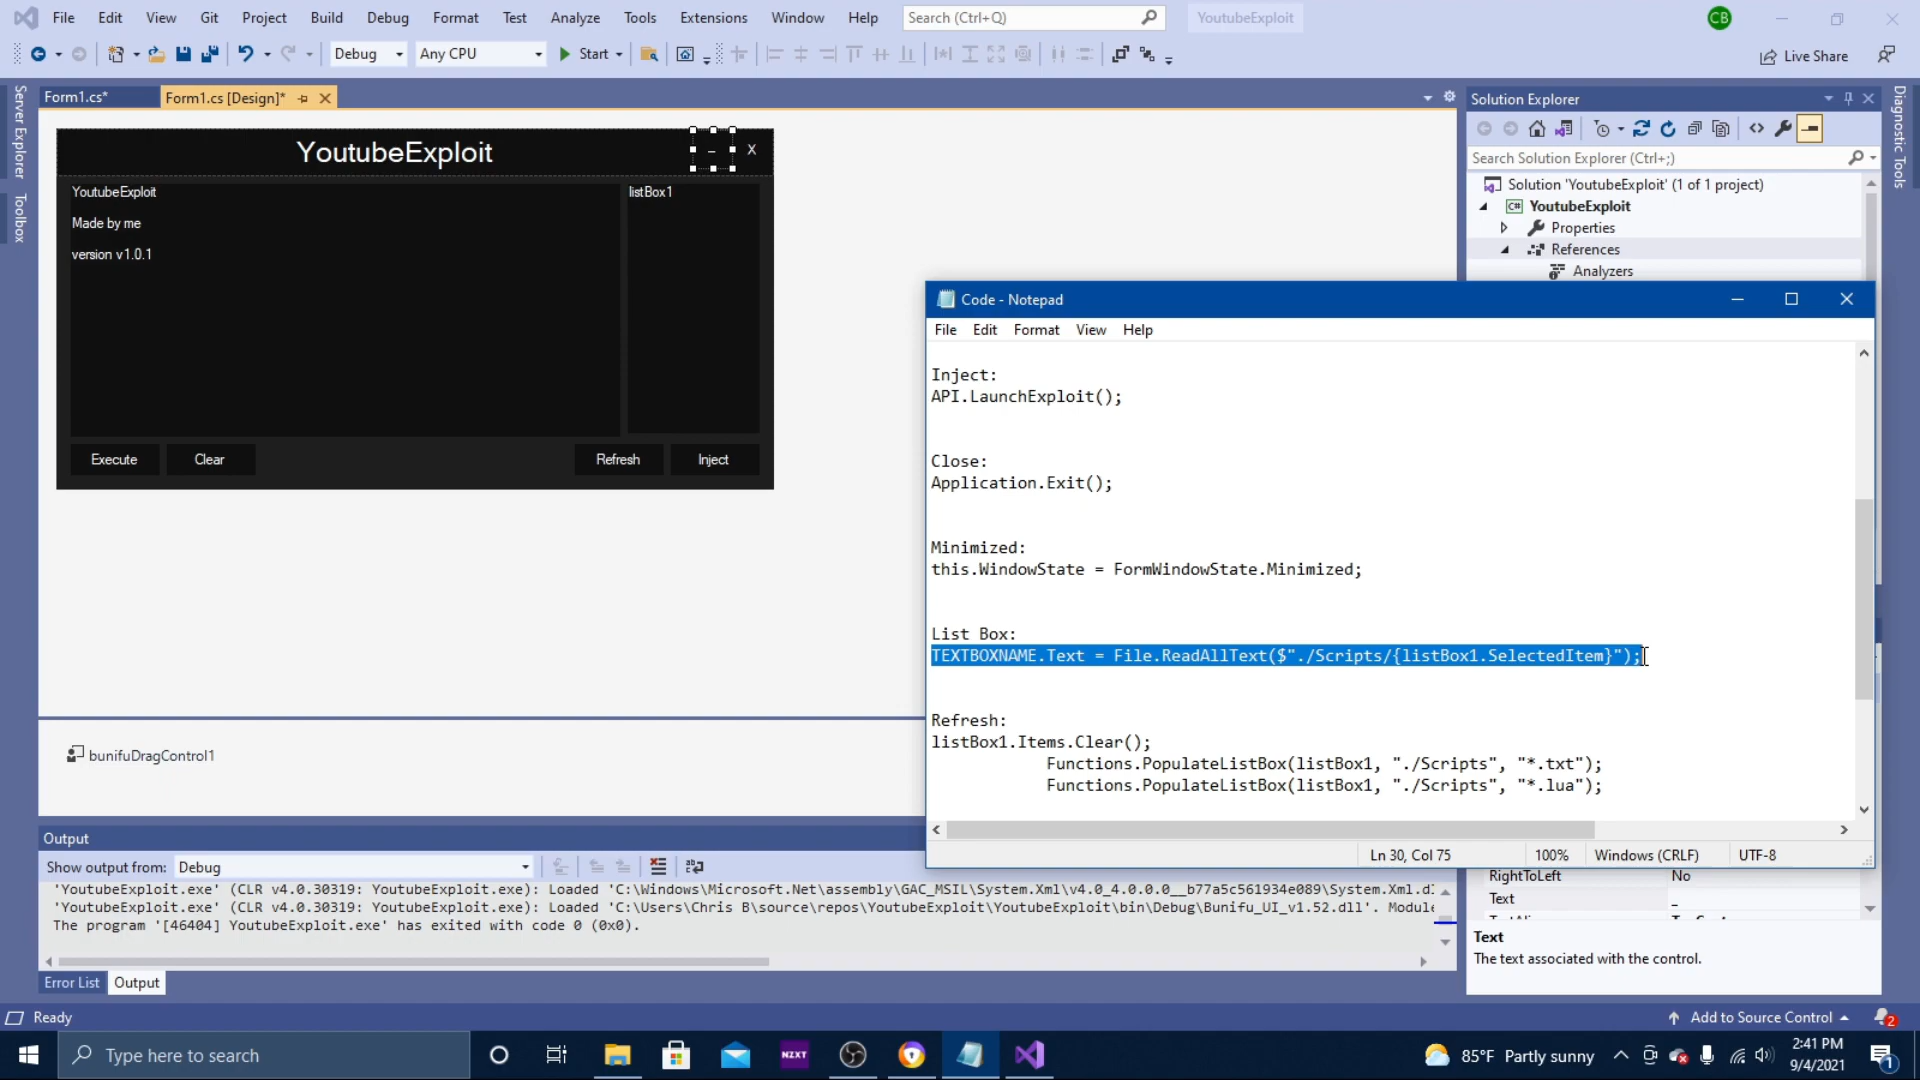 File Edit View Git Project Build Debug Format Test Analyze Tools Extensions Window Help Search (Ctrl+Q) YoutubeExploit CB
Debug Any CPU Start Live Share
Server Explorer
Toolbox
Form1.cs* Form1.cs [Design]*
YoutubeExploit _ X
YoutubeExploit
Made by me
version v1.0.1
listBox1
Execute Clear Refresh Inject
bunifuDragControl1
Solution Explorer
Search Solution Explorer (Ctrl+;)
Solution 'YoutubeExploit' (1 of 1 project)
C# YoutubeExploit
Properties
References
Analyzers
Diagnostic Tools
Code - Notepad
File Edit Format View Help
Inject:
API.LaunchExploit();
Close:
Application.Exit();
Minimized:
this.WindowState = FormWindowState.Minimized;
List Box:
TEXTBOXNAME.Text = File.ReadAllText($"./Scripts/{listBox1.SelectedItem}");
Refresh:
listBox1.Items.Clear();
Functions.PopulateListBox(listBox1, "./Scripts", "*.txt");
Functions.PopulateListBox(listBox1, "./Scripts", "*.lua");
Ln 30, Col 75 100% Windows (CRLF) UTF-8
RightToLeft No
Text _
Text
The text associated with the control.
Output
Show output from: Debug
'YoutubeExploit.exe' (CLR v4.0.30319: YoutubeExploit.exe): Loaded 'C:\Windows\Microsoft.Net\assembly\GAC_MSIL\System.Xml\v4.0_4.0.0.0__b77a5c561934e089\System.Xml.dl
'YoutubeExploit.exe' (CLR v4.0.30319: YoutubeExploit.exe): Loaded 'C:\Users\Chris B\source\repos\YoutubeExploit\YoutubeExploit\bin\Debug\Bunifu_UI_v1.52.dll'. Module
The program '[46404] YoutubeExploit.exe' has exited with code 0 (0x0).
Error List Output
Ready Add to Source Control 2
Type here to search NZXT 85°F Partly sunny 2:41 PM
9/4/2021 1